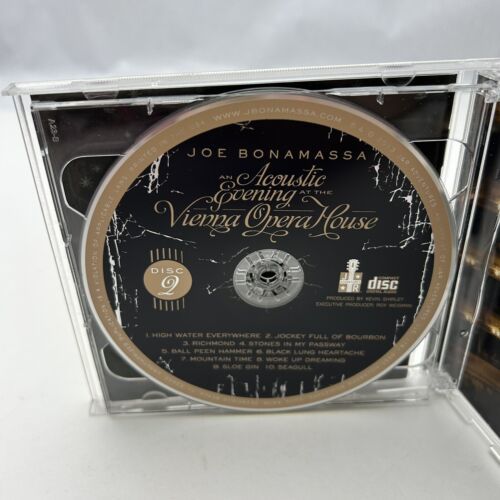 WWW.JBONAMASSA.COM
JOE BONAMASSA
AN Acoustic
Evening AT THE
Vienna Opera House
DISC
2
J R
COMPACT
disc
DIGITAL AUDIO
PRODUCED BY KEVIN SHIRLEY
EXECUTIVE PRODUCER: ROY WEISMAN
1. HIGH WATER EVERYWHERE 2. JOCKEY FULL OF BOURBON
3. RICHMOND 4. STONES IN MY PASSWAY
5. BALL PEEN HAMMER 6. BLACK LUNG HEARTACHE
7. MOUNTAIN TIME 8. WOKE UP DREAMING
9. SLOE GIN 10. SEAGULL